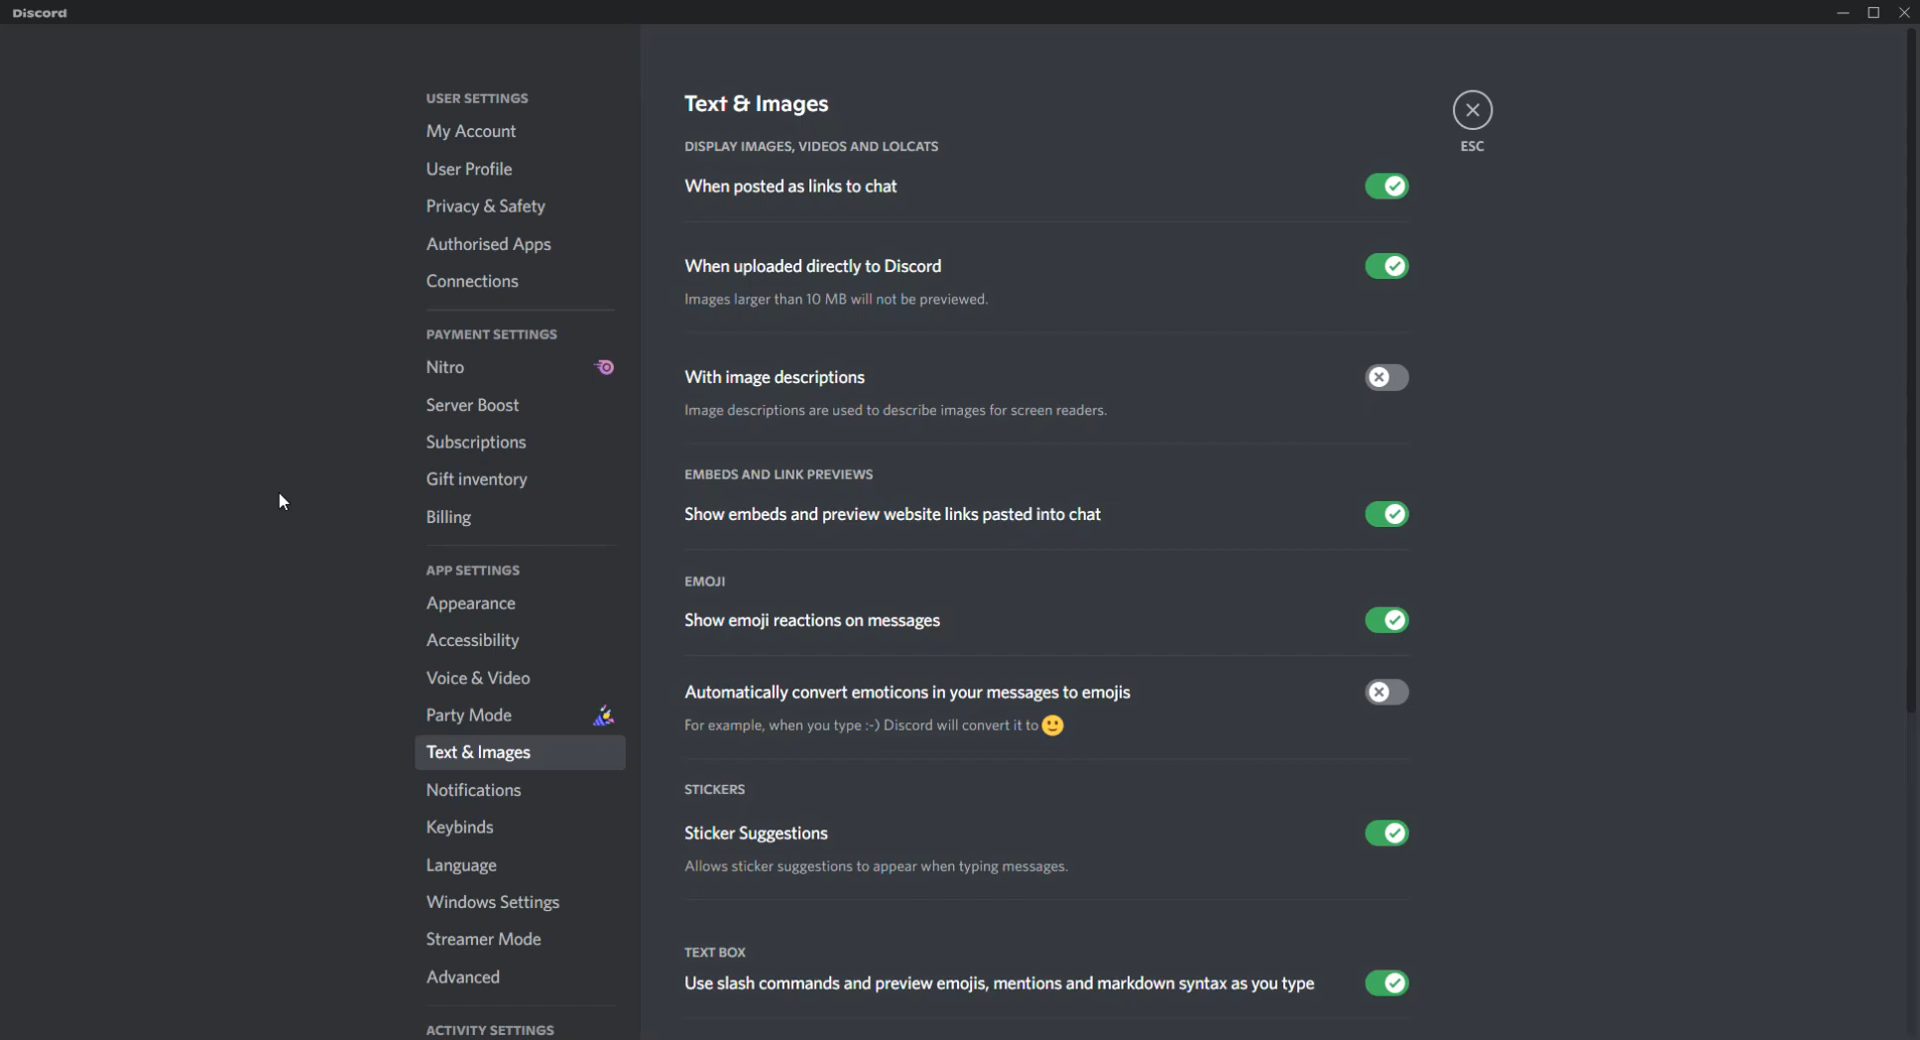 Discord
USER SETTINGS
My Account
User Profile
Privacy & Safety
Authorised Apps
Connections
PAYMENT SETTINGS
Nitro
Server Boost
Subscriptions
Gift inventory
Billing
APP SETTINGS
Appearance
Accessibility
Voice & Video
Party Mode
Text & Images
Notifications
Keybinds
Language
Windows Settings
Streamer Mode
Advanced
ACTIVITY SETTINGS
Text & Images
DISPLAY IMAGES, VIDEOS AND LOLCATS
When posted as links to chat
When uploaded directly to Discord
Images larger than 10 MB will not be previewed.
With image descriptions
Image descriptions are used to describe images for screen readers.
EMBEDS AND LINK PREVIEWS
Show embeds and preview website links pasted into chat
EMOJI
Show emoji reactions on messages
Automatically convert emoticons in your messages to emojis
For example, when you type :-) Discord will convert it to 🙂
STICKERS
Sticker Suggestions
Allows sticker suggestions to appear when typing messages.
TEXT BOX
Use slash commands and preview emojis, mentions and markdown syntax as you type
ESC